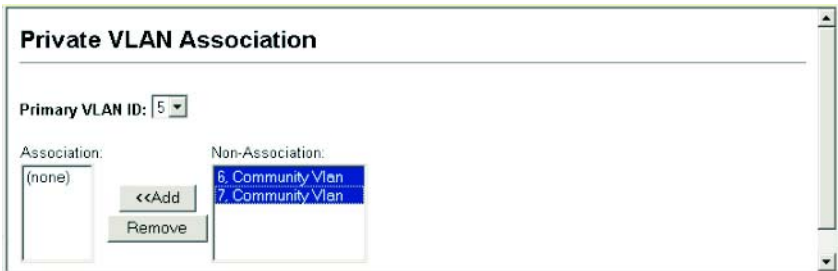 Private VLAN Association
Primary VLAN ID: 5
Association: Non-Association:
(none)
6, Community Vlan
7, Community Vlan
<<Add
Remove